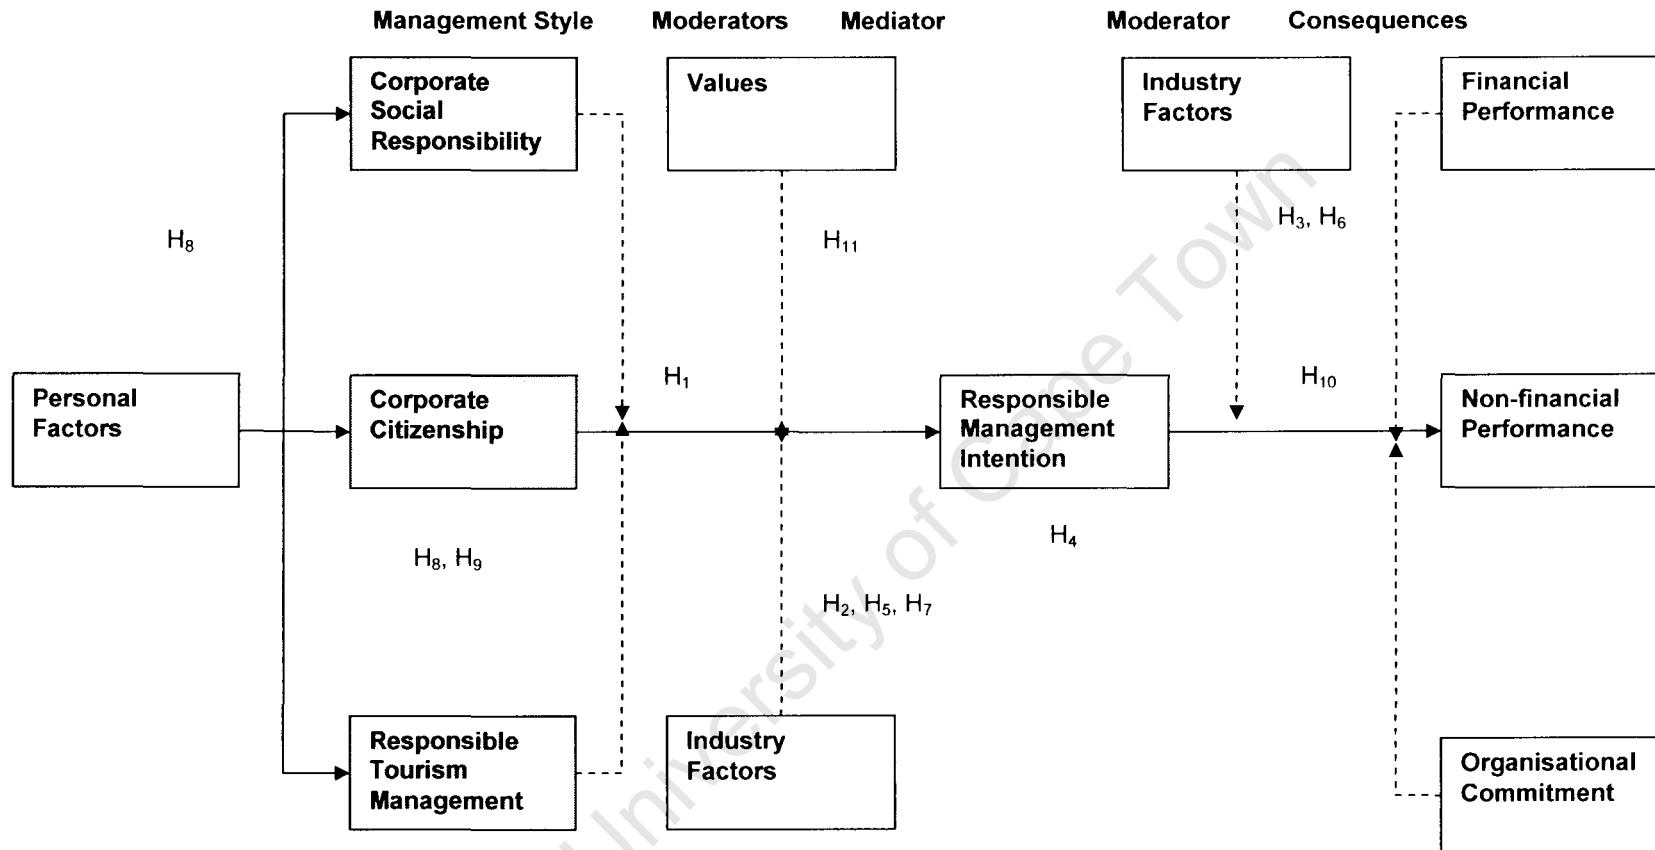 Management Style Moderators Mediator Moderator Consequences
Corporate
Social
Responsibility
Values
Industry
Factors
Financial
Performance
H8
H11
H3, H6
Personal
Factors
Corporate
Citizenship
H1
Responsible
Management
Intention
H10
Non-financial
Performance
H8, H9
H2, H5, H7
H4
Responsible
Tourism
Management
Industry
Factors
Organisational
Commitment
University of Cape Town